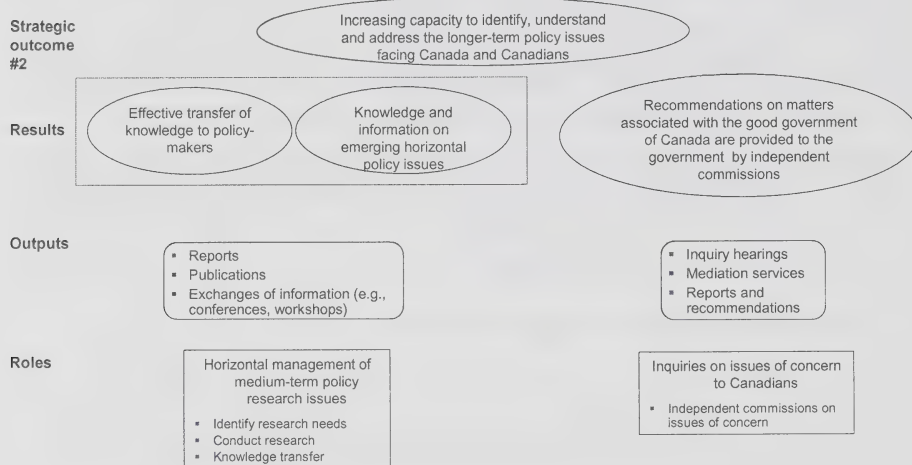 Strategic
outcome
#2
Increasing capacity to identify, understand
and address the longer-term policy issues
facing Canada and Canadians
Results
Effective transfer of
knowledge to policy-
makers
Knowledge and
information on
emerging horizontal
policy issues
Recommendations on matters
associated with the good government
of Canada are provided to the
government by independent
commissions
Outputs
▪ Reports
▪ Publications
▪ Exchanges of information (e.g.,
conferences, workshops)
▪ Inquiry hearings
▪ Mediation services
▪ Reports and
recommendations
Roles
Horizontal management of
medium-term policy
research issues
▪ Identify research needs
▪ Conduct research
▪ Knowledge transfer
Inquiries on issues of concern
to Canadians
▪ Independent commissions on
issues of concern